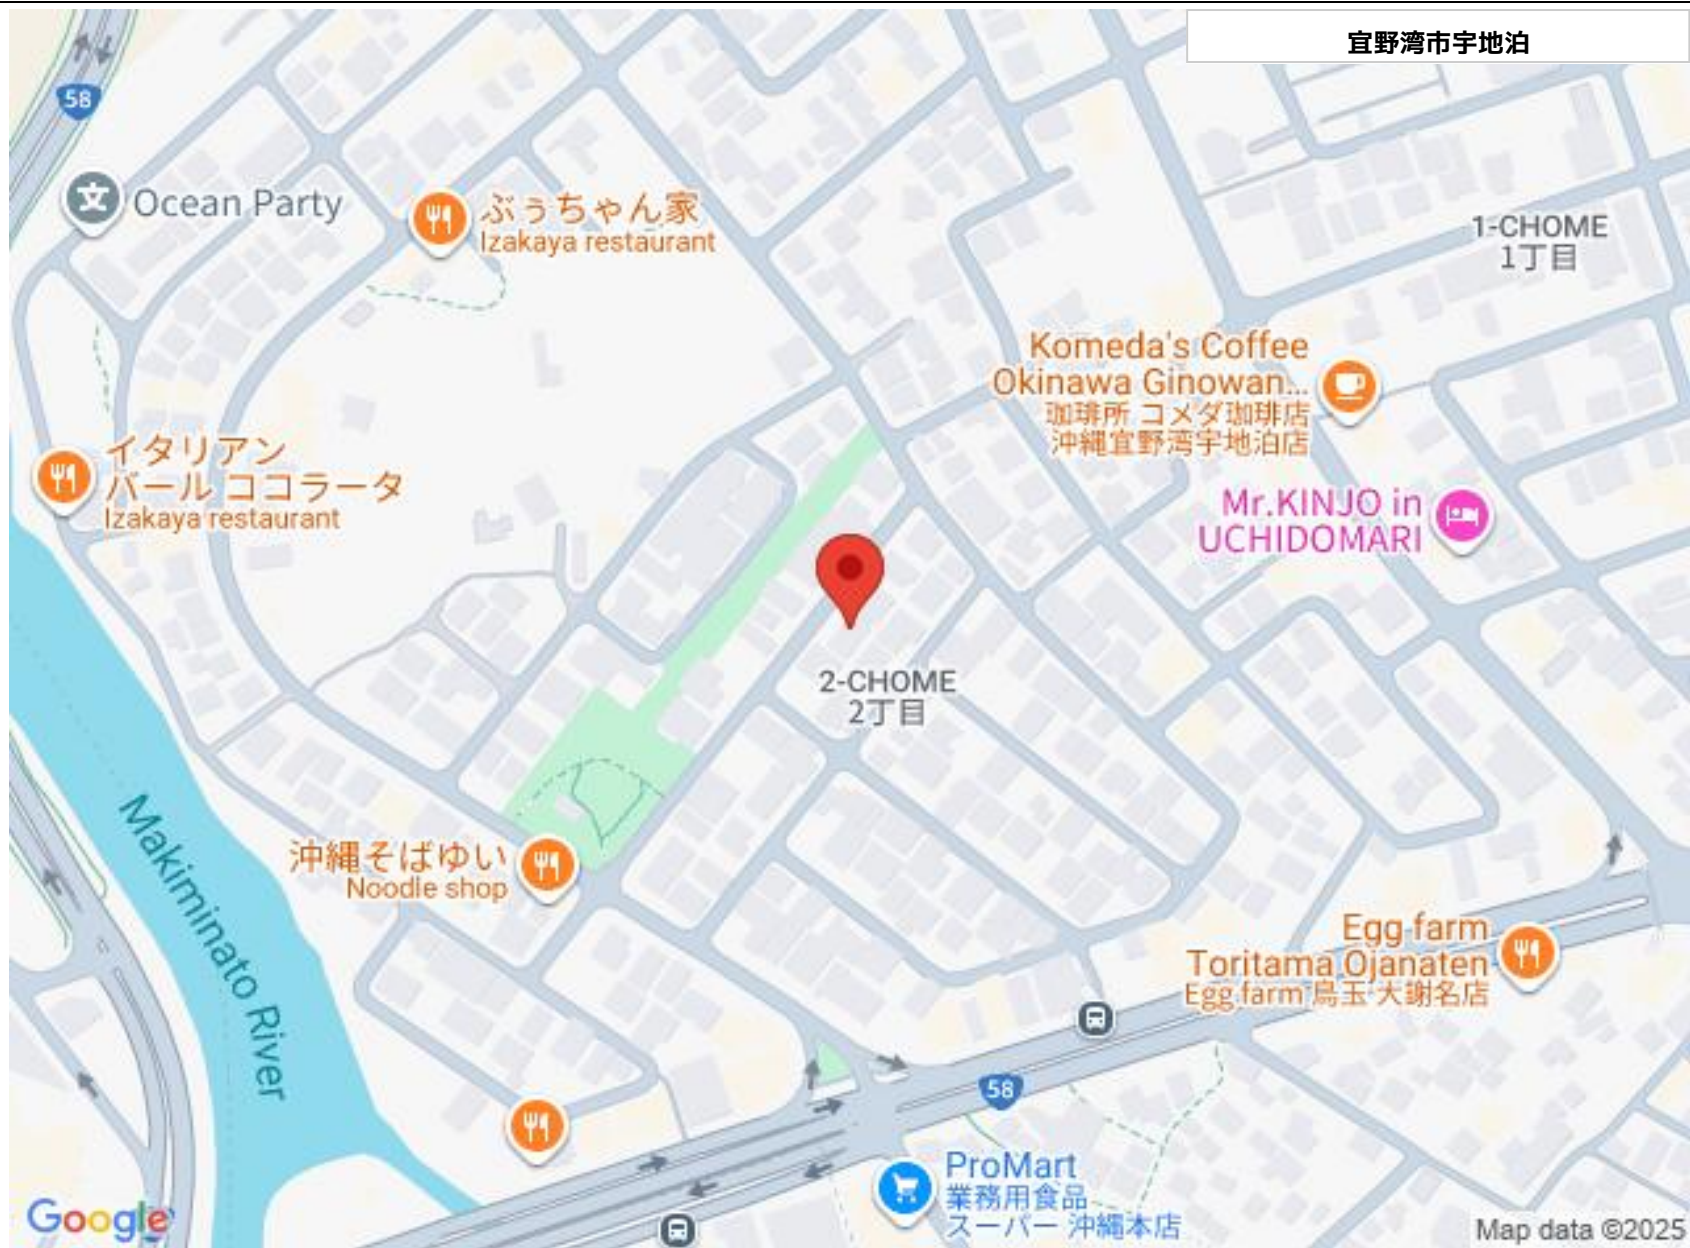 宜野湾市宇地泊
58
Ocean Party
ぶぅちゃん家
Izakaya restaurant
1-CHOME
1丁目
Komeda's Coffee
Okinawa Ginowan...
珈琲所 コメダ珈琲店
沖縄宜野湾宇地泊店
イタリアン
バール ココラータ
Izakaya restaurant
Mr.KINJO in
UCHIDOMARI
2-CHOME
2丁目
Makiminato River
沖縄そばゆい
Noodle shop
Egg farm
Toritama Ojanaten
Egg farm 鳥玉 大謝名店
58
ProMart
業務用食品
スーパー 沖縄本店
Google
Map data ©2025